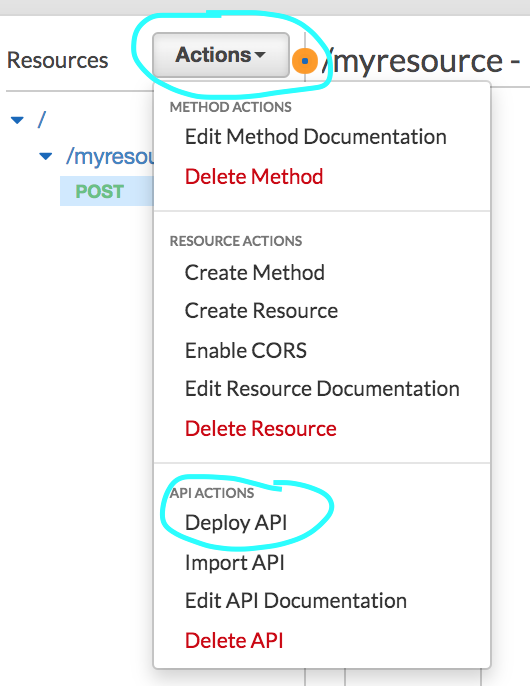 Resources
Actions
/myresource -
METHOD ACTIONS
Edit Method Documentation
Delete Method
/
/myresou
POST
RESOURCE ACTIONS
Create Method
Create Resource
Enable CORS
Edit Resource Documentation
Delete Resource
API ACTIONS
Deploy API
Import API
Edit API Documentation
Delete API